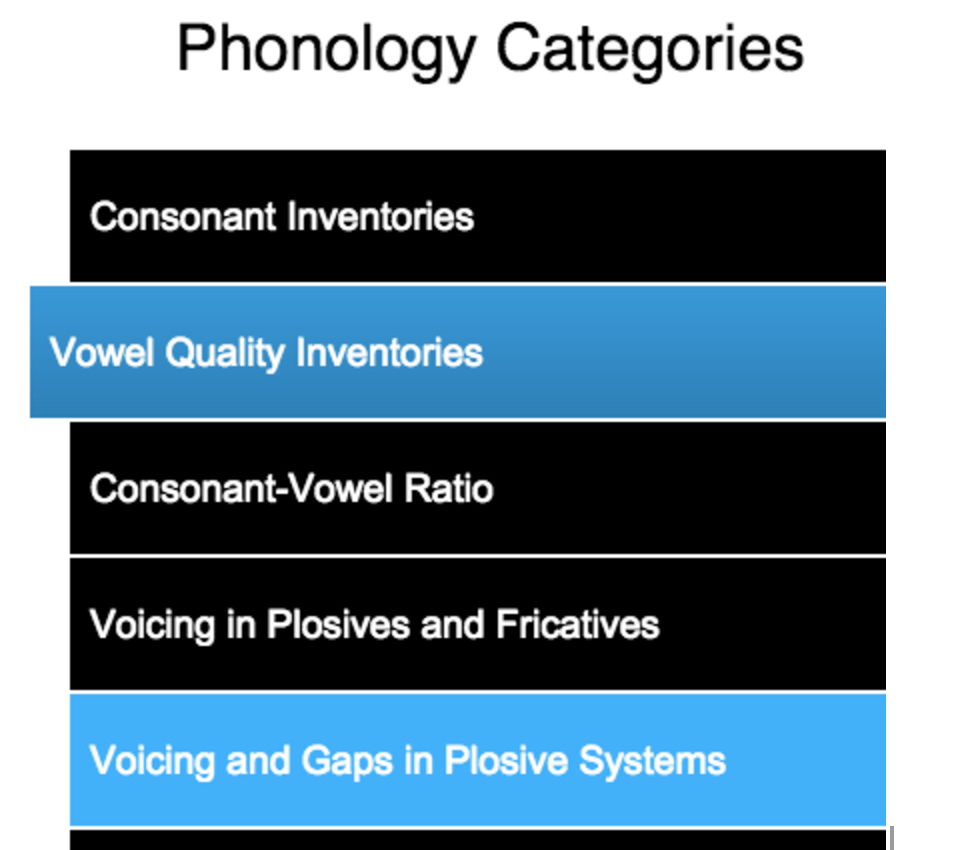 Phonology Categories
Consonant Inventories
Vowel Quality Inventories
Consonant-Vowel Ratio
Voicing in Plosives and Fricatives
Voicing and Gaps in Plosive Systems